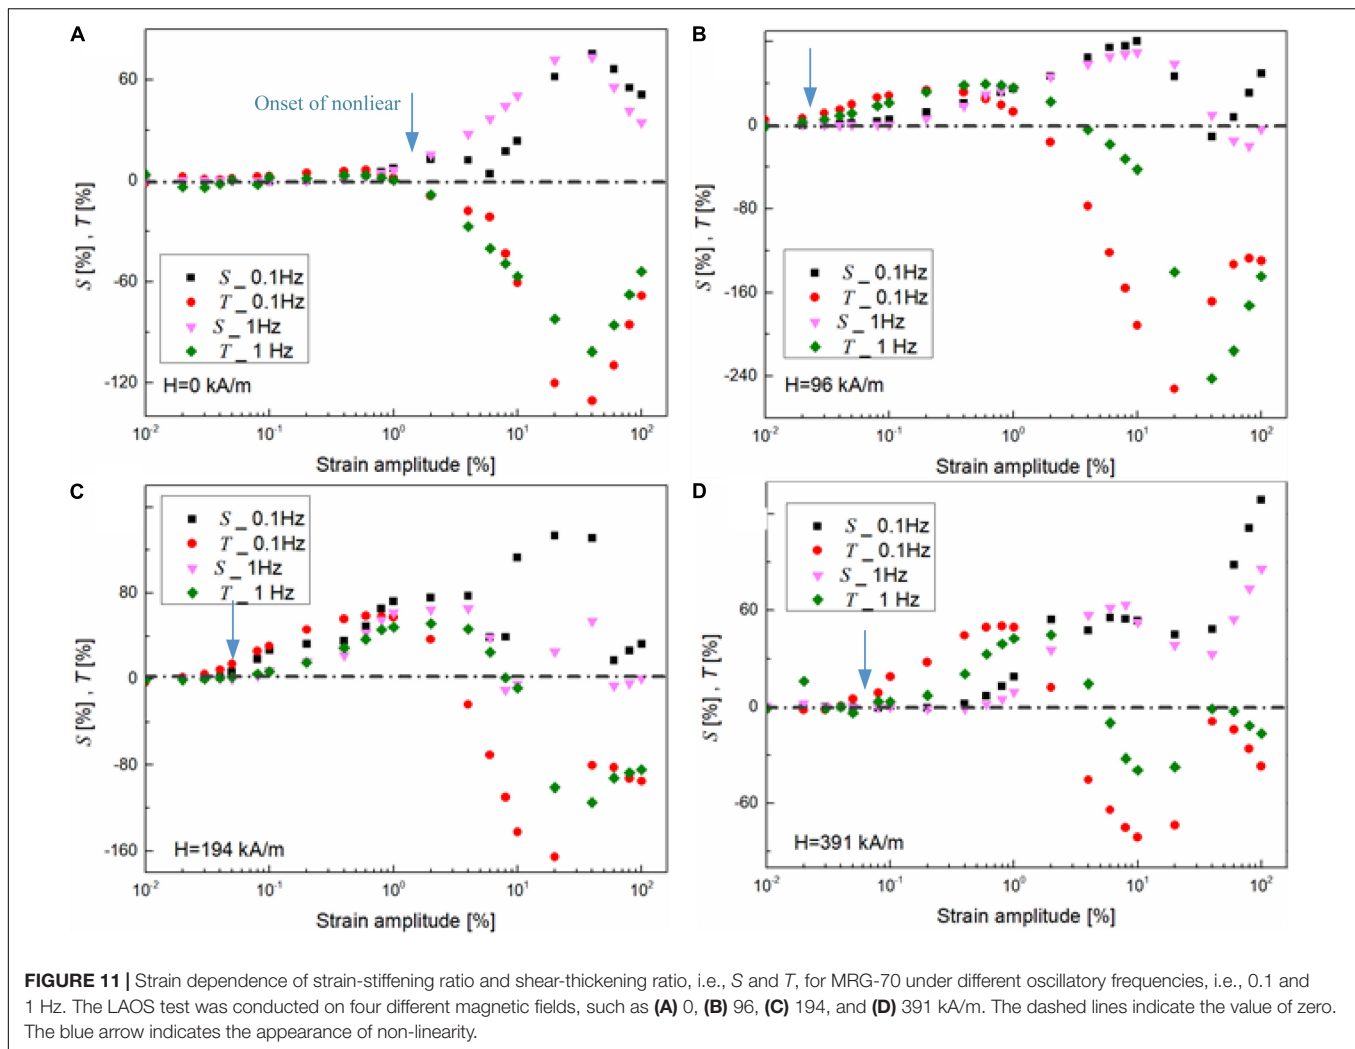 A
60
0
-60
-120
S [%] , T [%]
Onset of nonliear
S _ 0.1Hz
T _ 0.1Hz
S _ 1Hz
T _ 1 Hz
H=0 kA/m
10-2 10-1 100 101 102
Strain amplitude [%]
B
0
-80
-160
-240
S [%] , T [%]
S _ 0.1Hz
T _ 0.1Hz
S _ 1Hz
T _ 1 Hz
H=96 kA/m
10-2 10-1 100 101 102
Strain amplitude [%]
C
80
0
-80
-160
S [%] , T [%]
S _ 0.1Hz
T _ 0.1Hz
S _ 1Hz
T _ 1 Hz
H=194 kA/m
10-2 10-1 100 101 102
Strain amplitude [%]
D
60
0
-60
S [%] , T [%]
S _ 0.1Hz
T _ 0.1Hz
S _ 1Hz
T _ 1 Hz
H=391 kA/m
10-2 10-1 100 101 102
Strain amplitude [%]
FIGURE 11 | Strain dependence of strain-stiffening ratio and shear-thickening ratio, i.e., S and T, for MRG-70 under different oscillatory frequencies, i.e., 0.1 and
1 Hz. The LAOS test was conducted on four different magnetic fields, such as (A) 0, (B) 96, (C) 194, and (D) 391 kA/m. The dashed lines indicate the value of zero.
The blue arrow indicates the appearance of non-linearity.